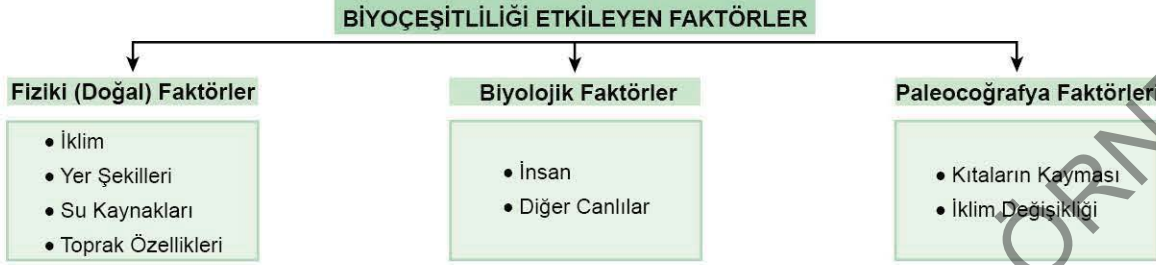 BİYOÇEŞİTLİLİĞİ ETKİLEYEN FAKTÖRLER
Fiziki (Doğal) Faktörler
• İklim
• Yer Şekilleri
• Su Kaynakları
• Toprak Özellikleri
Biyolojik Faktörler
• İnsan
• Diğer Canlılar
Paleocoğrafya Faktörleri
• Kıtaların Kayması
• İklim Değişikliği
ÖRN